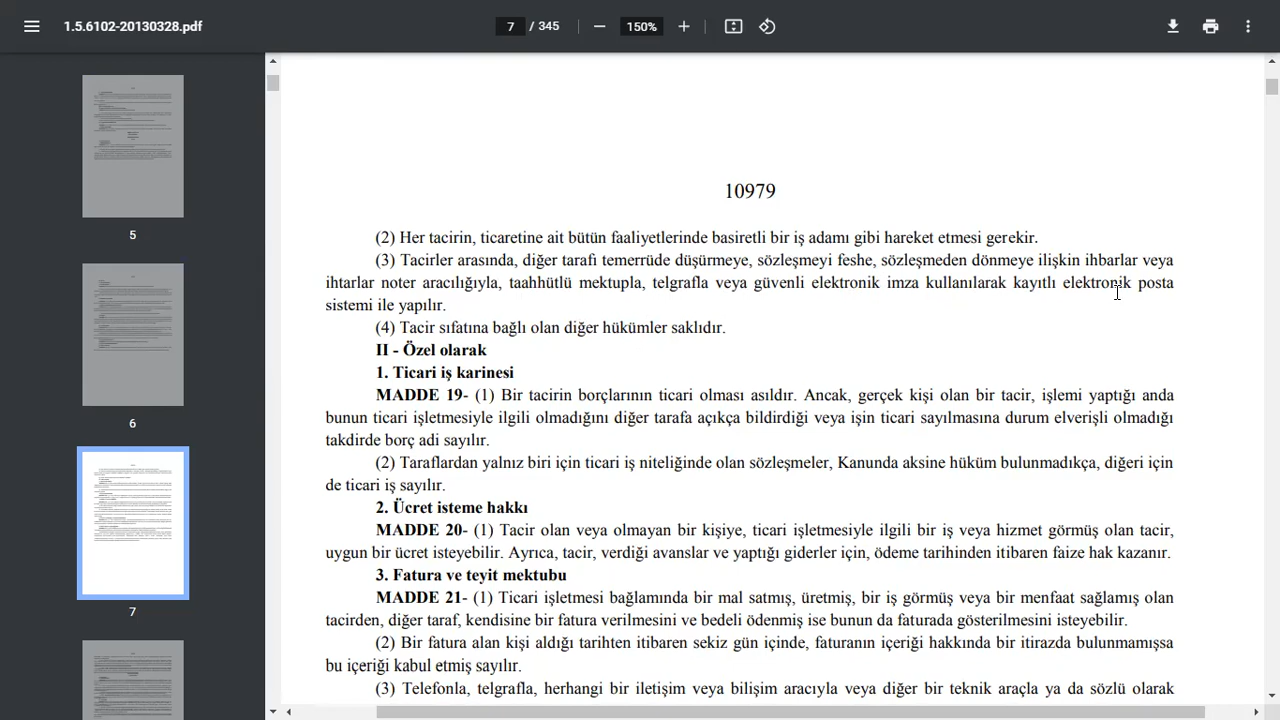 1.5.6102-20130328.pdf
7 / 345
150%
5
6
7
10979
(2) Her tacirin, ticaretine ait bütün faaliyetlerinde basiretli bir iş adamı gibi hareket etmesi gerekir.
(3) Tacirler arasında, diğer tarafı temerrüde düşürmeye, sözleşmeyi feshe, sözleşmeden dönmeye ilişkin ihbarlar veya
ihtarlar noter aracılığıyla, taahhütlü mektupla, telgrafla veya güvenli elektronik imza kullanılarak kayıtlı elektronik posta
sistemi ile yapılır.
(4) Tacir sıfatına bağlı olan diğer hükümler saklıdır.
II - Özel olarak
1. Ticari iş karinesi
MADDE 19- (1) Bir tacirin borçlarının ticari olması asıldır. Ancak, gerçek kişi olan bir tacir, işlemi yaptığı anda
bunun ticari işletmesiyle ilgili olmadığını diğer tarafa açıkça bildirdiği veya işin ticari sayılmasına durum elverişli olmadığı
takdirde borç adi sayılır.
(2) Taraflardan yalnız biri için ticari iş niteliğinde olan sözleşmeler, Kanunda aksine hüküm bulunmadıkça, diğeri için
de ticari iş sayılır.
2. Ücret isteme hakkı
MADDE 20- (1) Tacir olan veya olmayan bir kişiye, ticari işletmesiyle ilgili bir iş veya hizmet görmüş olan tacir,
uygun bir ücret isteyebilir. Ayrıca, tacir, verdiği avanslar ve yaptığı giderler için, ödeme tarihinden itibaren faize hak kazanır.
3. Fatura ve teyit mektubu
MADDE 21- (1) Ticari işletmesi bağlamında bir mal satmış, üretmiş, bir iş görmüş veya bir menfaat sağlamış olan
tacirden, diğer taraf, kendisine bir fatura verilmesini ve bedeli ödenmiş ise bunun da faturada gösterilmesini isteyebilir.
(2) Bir fatura alan kişi aldığı tarihten itibaren sekiz gün içinde, faturanın içeriği hakkında bir itirazda bulunmamışsa
bu içeriği kabul etmiş sayılır.
(3) Telefonla, telgrafla, herhangi bir iletişim veya bilişim aracıyla veya diğer bir teknik araçla ya da sözlü olarak